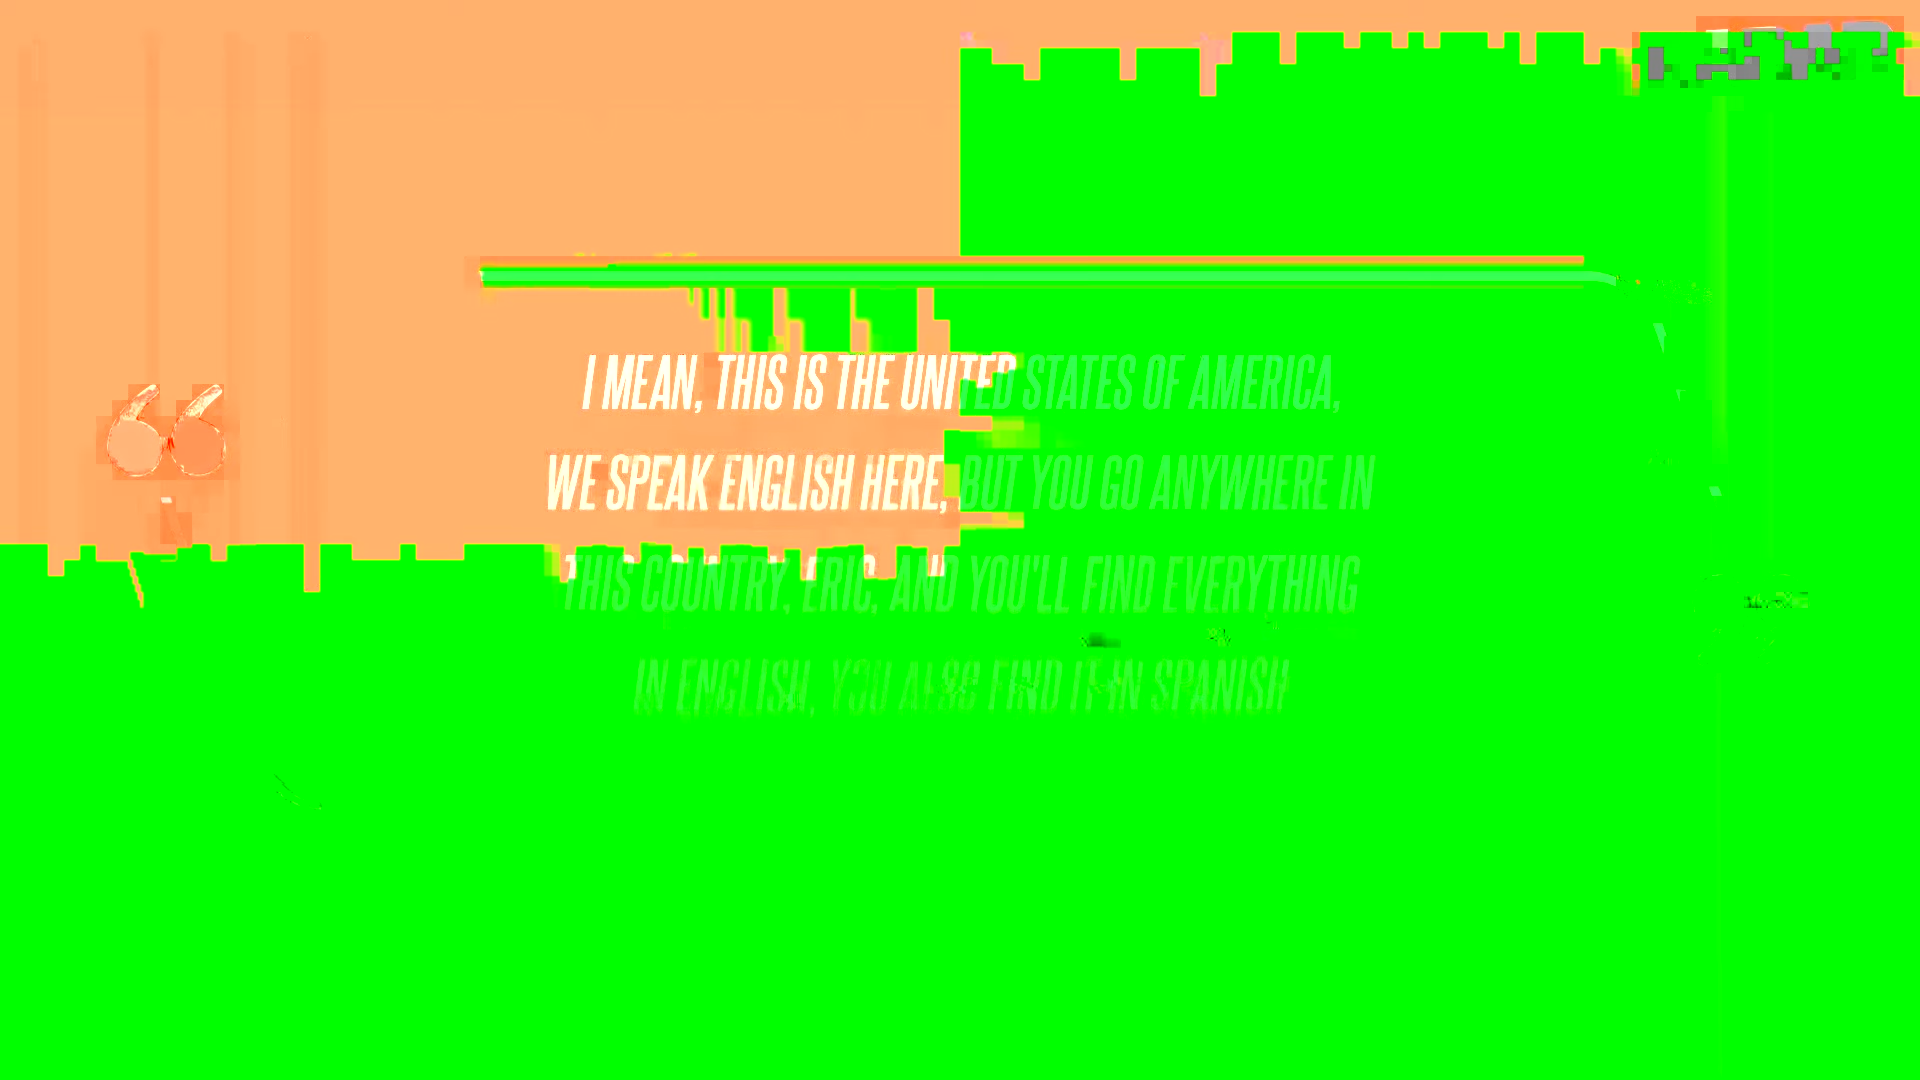 I MEAN, THIS IS THE UNITED STATES OF AMERICA,
WE SPEAK ENGLISH HERE, BUT YOU GO ANYWHERE IN
THIS COUNTRY, ERIC, AND YOU'LL FIND EVERYTHING
IN ENGLISH, YOU ALSO FIND IT IN SPANISH